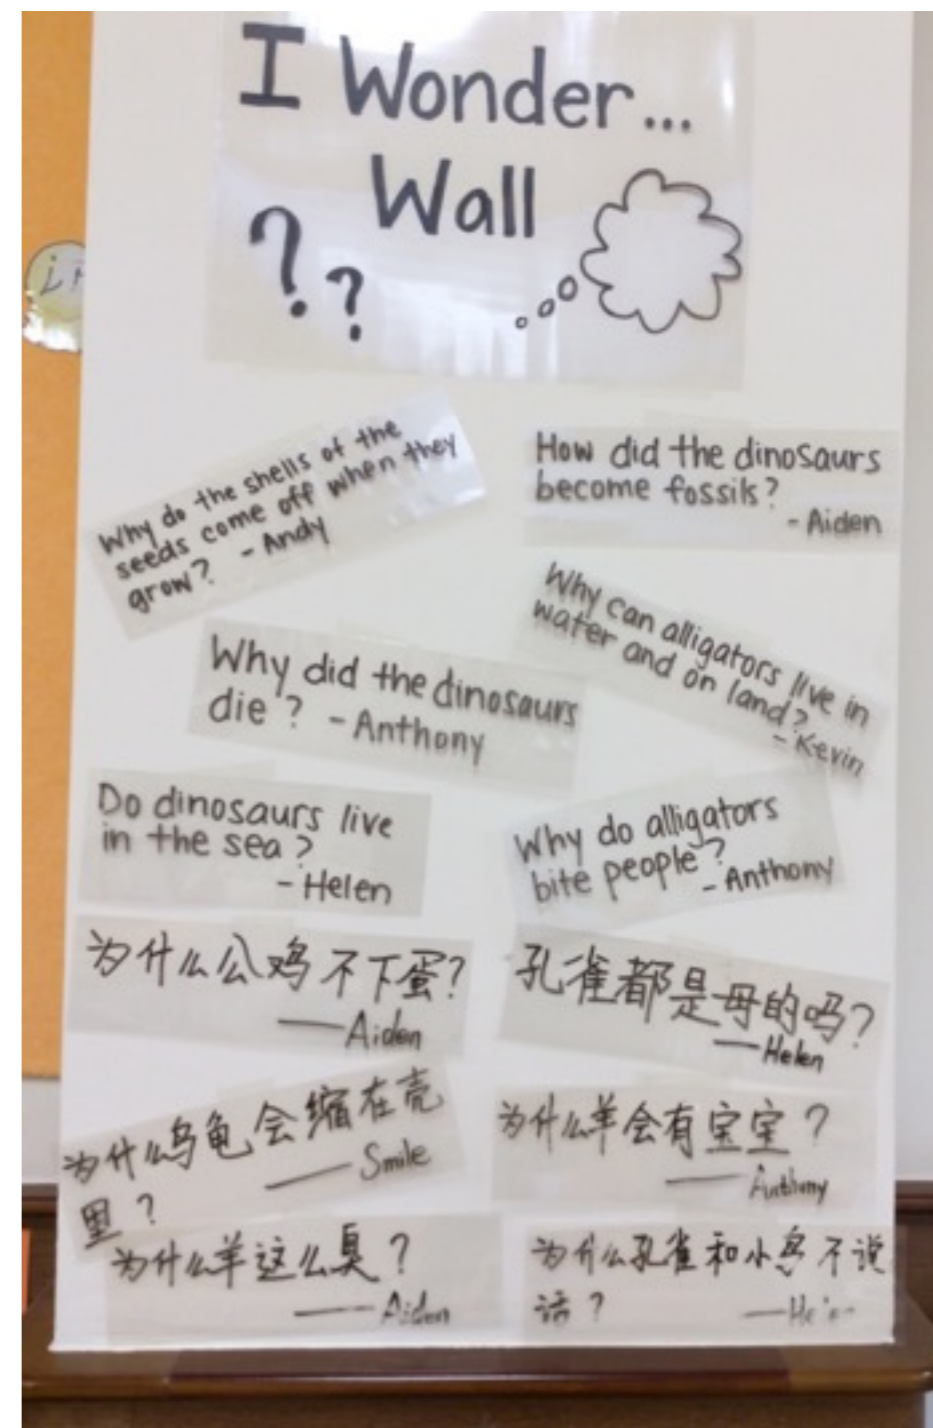 I Wonder...
Wall
? ?
Why do the shells of the
seeds come off when they
grow? - Andy
How did the dinosaurs
become fossils?
- Aiden
Why did the dinosaurs
die? - Anthony
Why can alligators live in
water and on land?
- Kevin
Do dinosaurs live
in the sea?
- Helen
Why do alligators
bite people?
- Anthony
为什么公鸡不下蛋?
——Aiden
孔雀都是母的吗?
——Helen
为什么乌龟会缩在壳
里?
——Smile
为什么羊会有宝宝?
——Anthony
为什么羊这么臭?
——Aiden
为什么孔雀和小鸟不说
话?